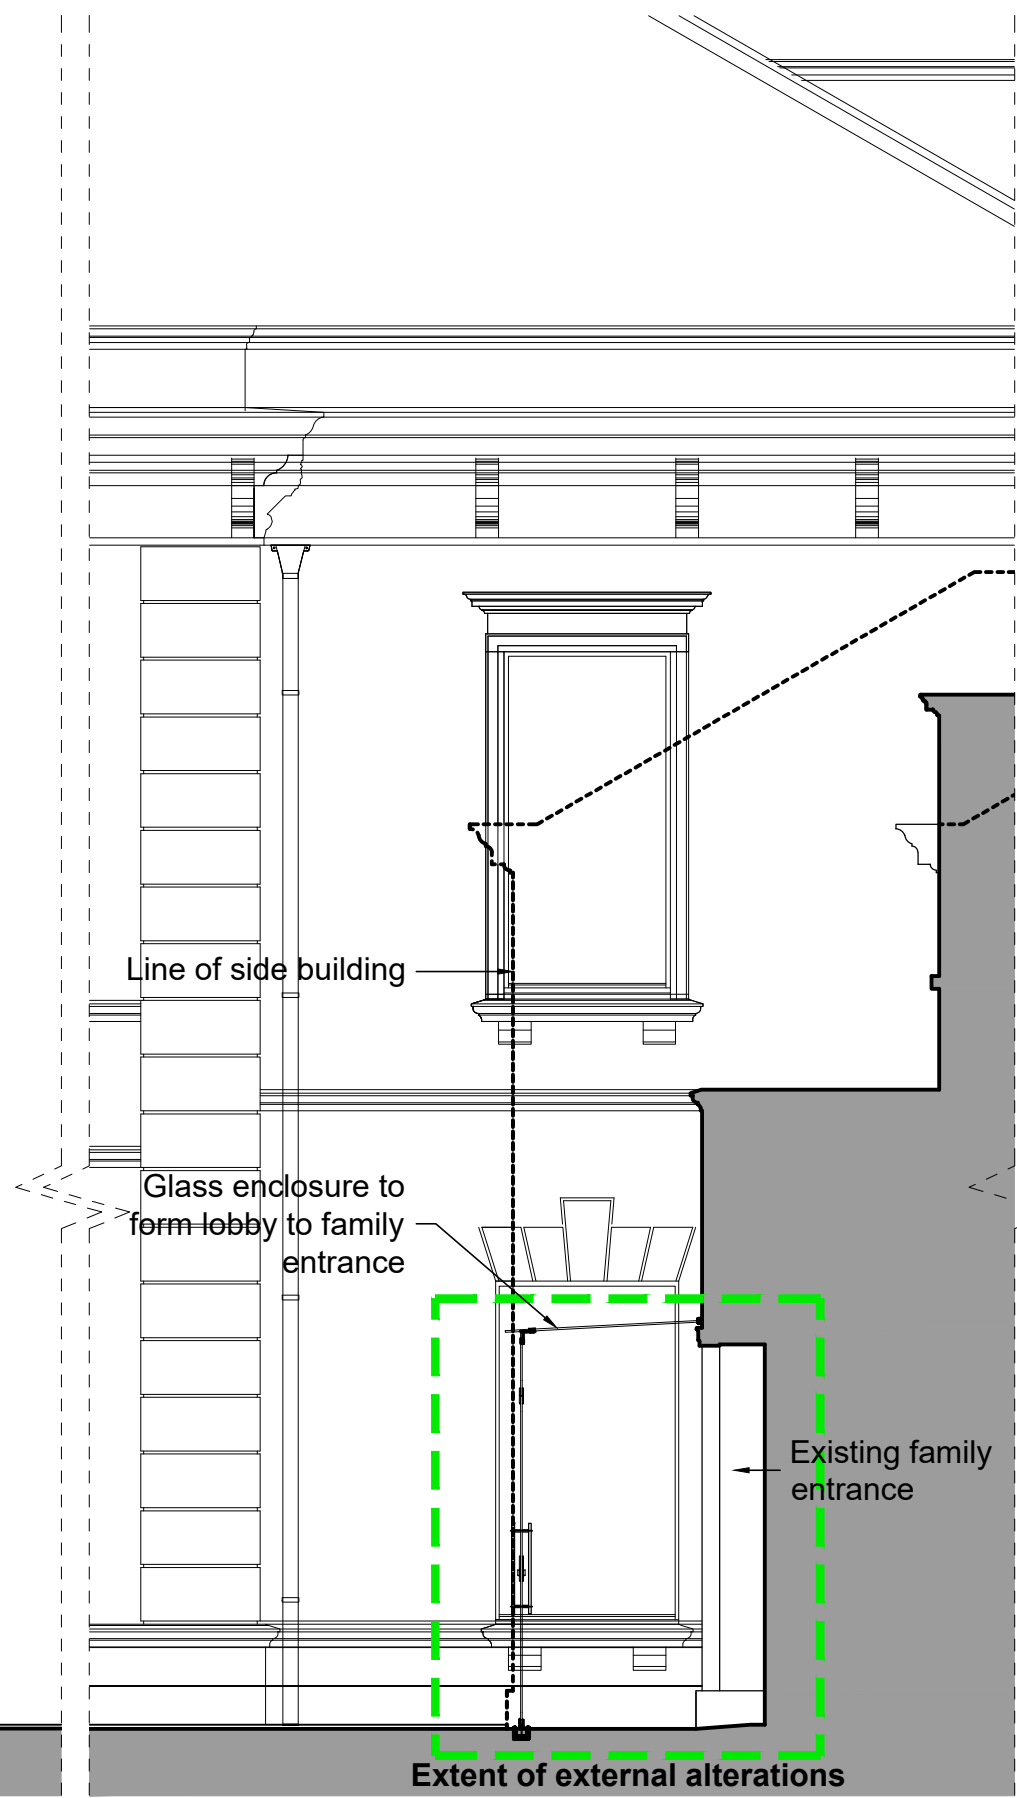 Line of side building
Glass enclosure to
form lobby to family
entrance
Existing family
entrance
Extent of external alterations